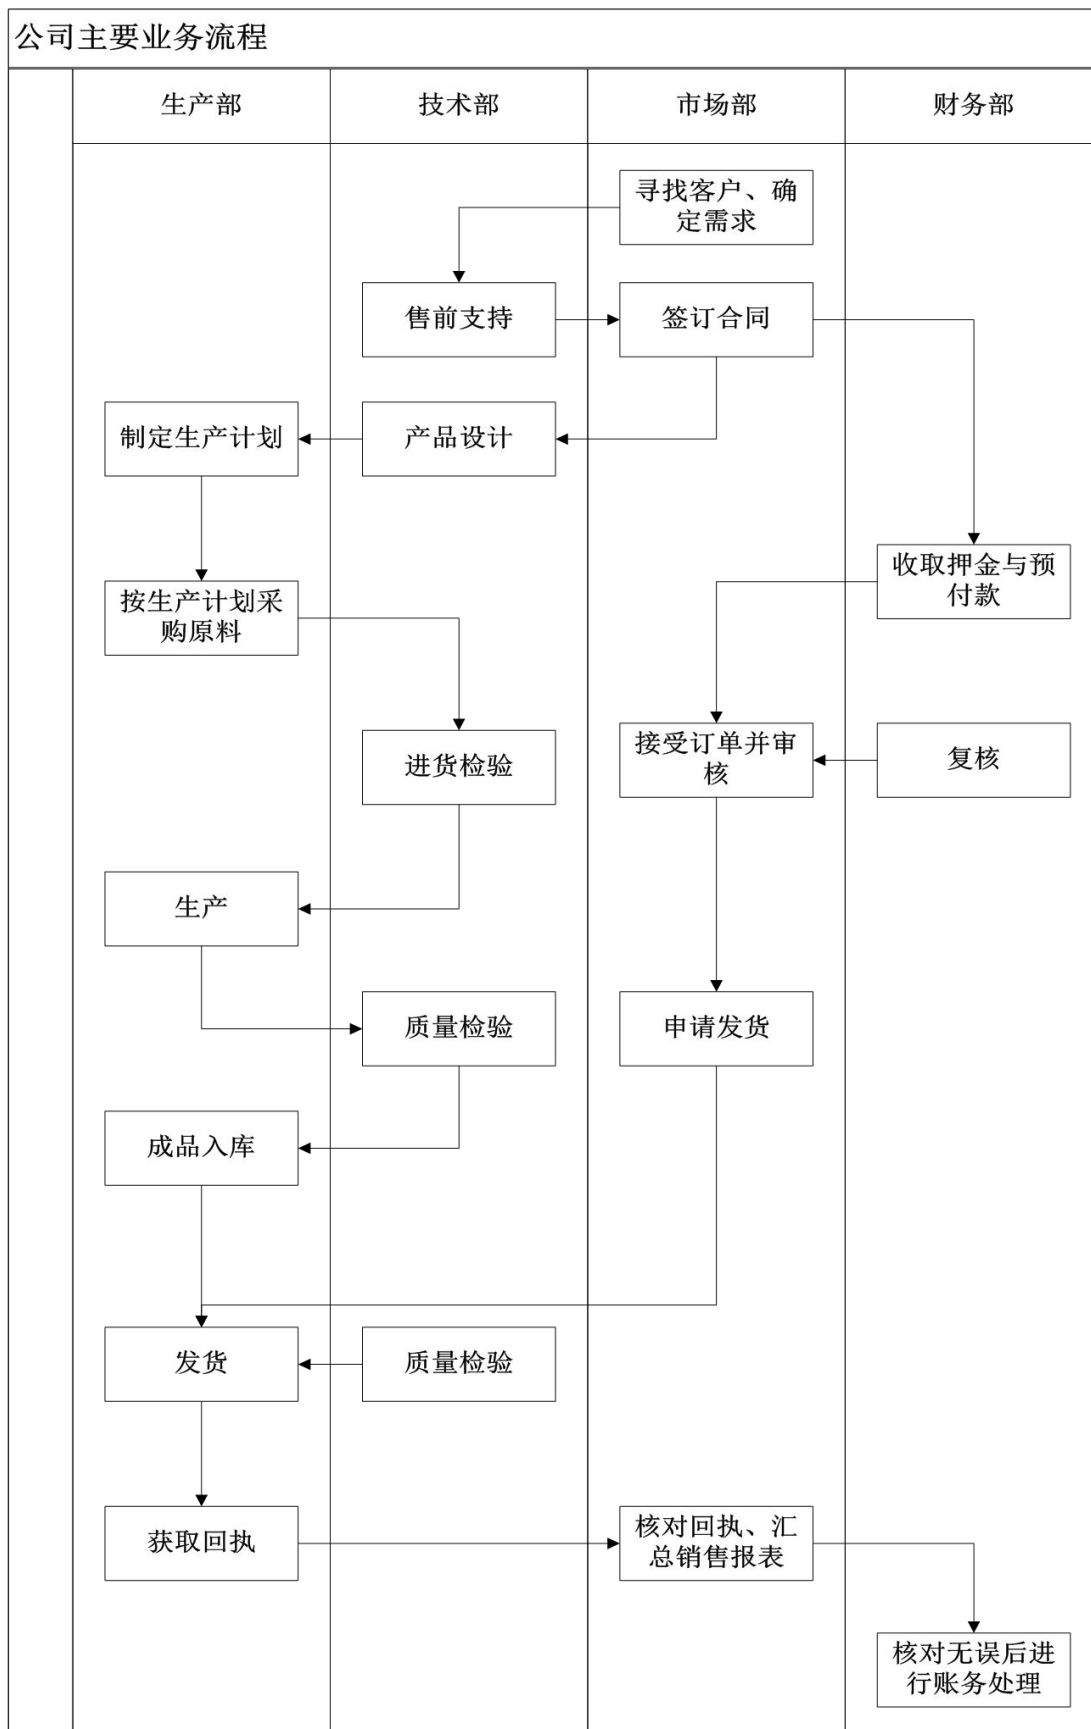 公司主要业务流程
生产部
技术部
市场部
财务部
寻找客户、确
定需求
售前支持
签订合同
制定生产计划
产品设计
收取押金与预
付款
按生产计划采
购原料
进货检验
接受订单并审
核
复核
生产
质量检验
申请发货
成品入库
发货
质量检验
获取回执
核对回执、汇
总销售报表
核对无误后进
行账务处理